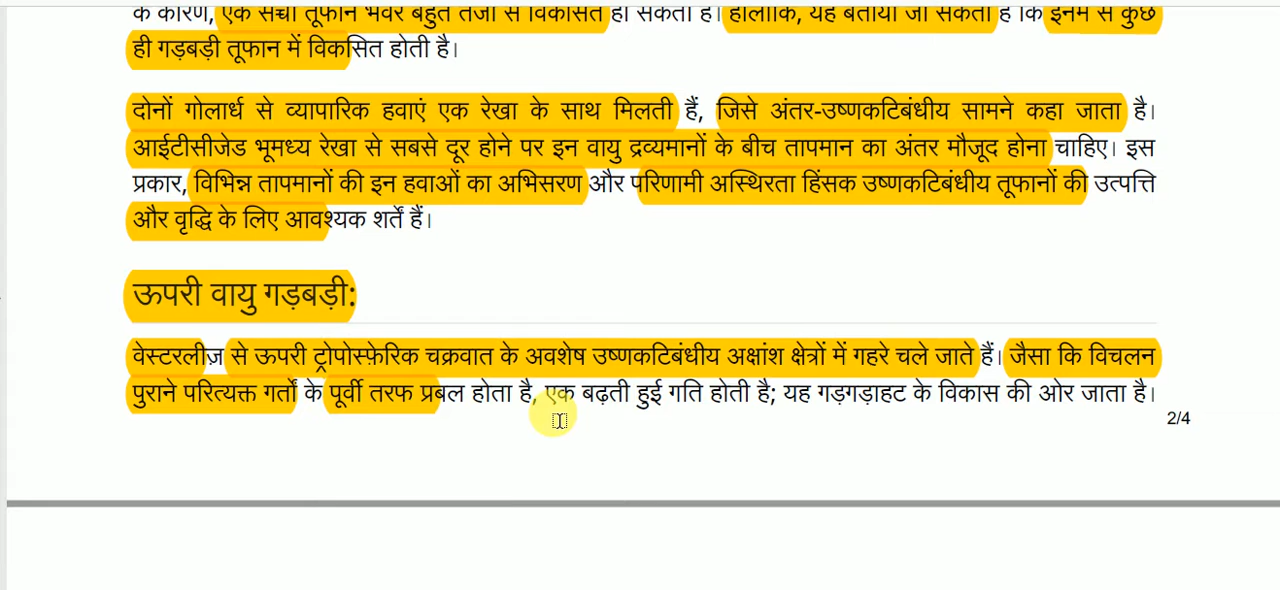 के कारण, एक सच्चा तूफान भंवर बहुत तेजी से विकसित हो सकता है। हालांकि, यह बताया जा सकता है कि इनमें से कुछ
ही गड़बड़ी तूफान में विकसित होती है।
दोनों गोलार्ध से व्यापारिक हवाएं एक रेखा के साथ मिलती हैं, जिसे अंतर-उष्णकटिबंधीय सामने कहा जाता है।
आईटीसीजेड भूमध्य रेखा से सबसे दूर होने पर इन वायु द्रव्यमानों के बीच तापमान का अंतर मौजूद होना चाहिए। इस
प्रकार, विभिन्न तापमानों की इन हवाओं का अभिसरण और परिणामी अस्थिरता हिंसक उष्णकटिबंधीय तूफानों की उत्पत्ति
और वृद्धि के लिए आवश्यक शर्तें हैं।
ऊपरी वायु गड़बड़ी:
वेस्टरलीज़ से ऊपरी ट्रोपोस्फ़ेरिक चक्रवात के अवशेष उष्णकटिबंधीय अक्षांश क्षेत्रों में गहरे चले जाते हैं। जैसा कि विचलन
पुराने परित्यक्त गर्तों के पूर्वी तरफ प्रबल होता है, एक बढ़ती हुई गति होती है; यह गड़गड़ाहट के विकास की ओर जाता है।
2/4